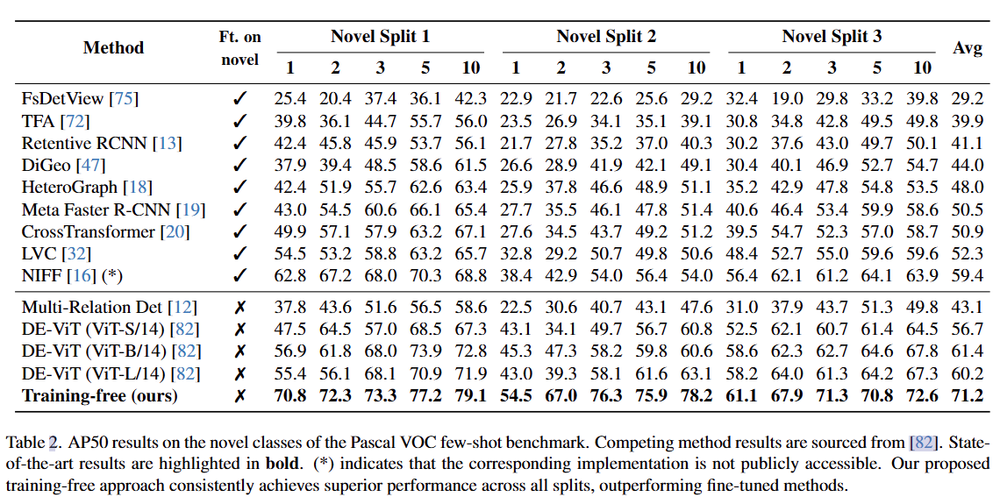 Method Ft. on novel Novel Split 1 Novel Split 2 Novel Split 3 Avg
1 2 3 5 10 1 2 3 5 10 1 2 3 5 10
FsDetView [75] ✓ 25.4 20.4 37.4 36.1 42.3 22.9 21.7 22.6 25.6 29.2 32.4 19.0 29.8 33.2 39.8 29.2
TFA [72] ✓ 39.8 36.1 44.7 55.7 56.0 23.5 26.9 34.1 35.1 39.1 30.8 34.8 42.8 49.5 49.8 39.9
Retentive RCNN [13] ✓ 42.4 45.8 45.9 53.7 56.1 21.7 27.8 35.2 37.0 40.3 30.2 37.6 43.0 49.7 50.1 41.1
DiGeo [47] ✓ 37.9 39.4 48.5 58.6 61.5 26.6 28.9 41.9 42.1 49.1 30.4 40.1 46.9 52.7 54.7 44.0
HeteroGraph [18] ✓ 42.4 51.9 55.7 62.6 63.4 25.9 37.8 46.6 48.9 51.1 35.2 42.9 47.8 54.8 53.5 48.0
Meta Faster R-CNN [19] ✓ 43.0 54.5 60.6 66.1 65.4 27.7 35.5 46.1 47.8 51.4 40.6 46.4 53.4 59.9 58.6 50.5
CrossTransformer [20] ✓ 49.9 57.1 57.9 63.2 67.1 27.6 34.5 43.7 49.2 51.2 39.5 54.7 52.3 57.0 58.7 50.9
LVC [32] ✓ 54.5 53.2 58.8 63.2 65.7 32.8 29.2 50.7 49.8 50.6 48.4 52.7 55.0 59.6 59.6 52.3
NIFF [16] (*) ✓ 62.8 67.2 68.0 70.3 68.8 38.4 42.9 54.0 56.4 54.0 56.4 62.1 61.2 64.1 63.9 59.4
Multi-Relation Det [12] ✗ 37.8 43.6 51.6 56.5 58.6 22.5 30.6 40.7 43.1 47.6 31.0 37.9 43.7 51.3 49.8 43.1
DE-ViT (ViT-S/14) [82] ✗ 47.5 64.5 57.0 68.5 67.3 43.1 34.1 49.7 56.7 60.8 52.5 62.1 60.7 61.4 64.5 56.7
DE-ViT (ViT-B/14) [82] ✗ 56.9 61.8 68.0 73.9 72.8 45.3 47.3 58.2 59.8 60.6 58.6 62.3 62.7 64.6 67.8 61.4
DE-ViT (ViT-L/14) [82] ✗ 55.4 56.1 68.1 70.9 71.9 43.0 39.3 58.1 61.6 63.1 58.2 64.0 61.3 64.2 67.3 60.2
Training-free (ours) ✗ 70.8 72.3 73.3 77.2 79.1 54.5 67.0 76.3 75.9 78.2 61.1 67.9 71.3 70.8 72.6 71.2
Table 2. AP50 results on the novel classes of the Pascal VOC few-shot benchmark. Competing method results are sourced from [82]. State-
of-the-art results are highlighted in bold. (*) indicates that the corresponding implementation is not publicly accessible. Our proposed
training-free approach consistently achieves superior performance across all splits, outperforming fine-tuned methods.